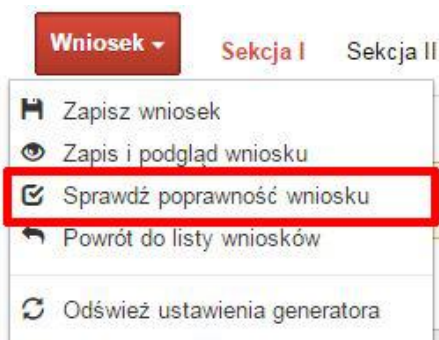 Wniosek Sekcja I Sekcja II
Zapisz wniosek
Zapis i podgląd wniosku
Sprawdź poprawność wniosku
Powrót do listy wniosków
Odśwież ustawienia generatora